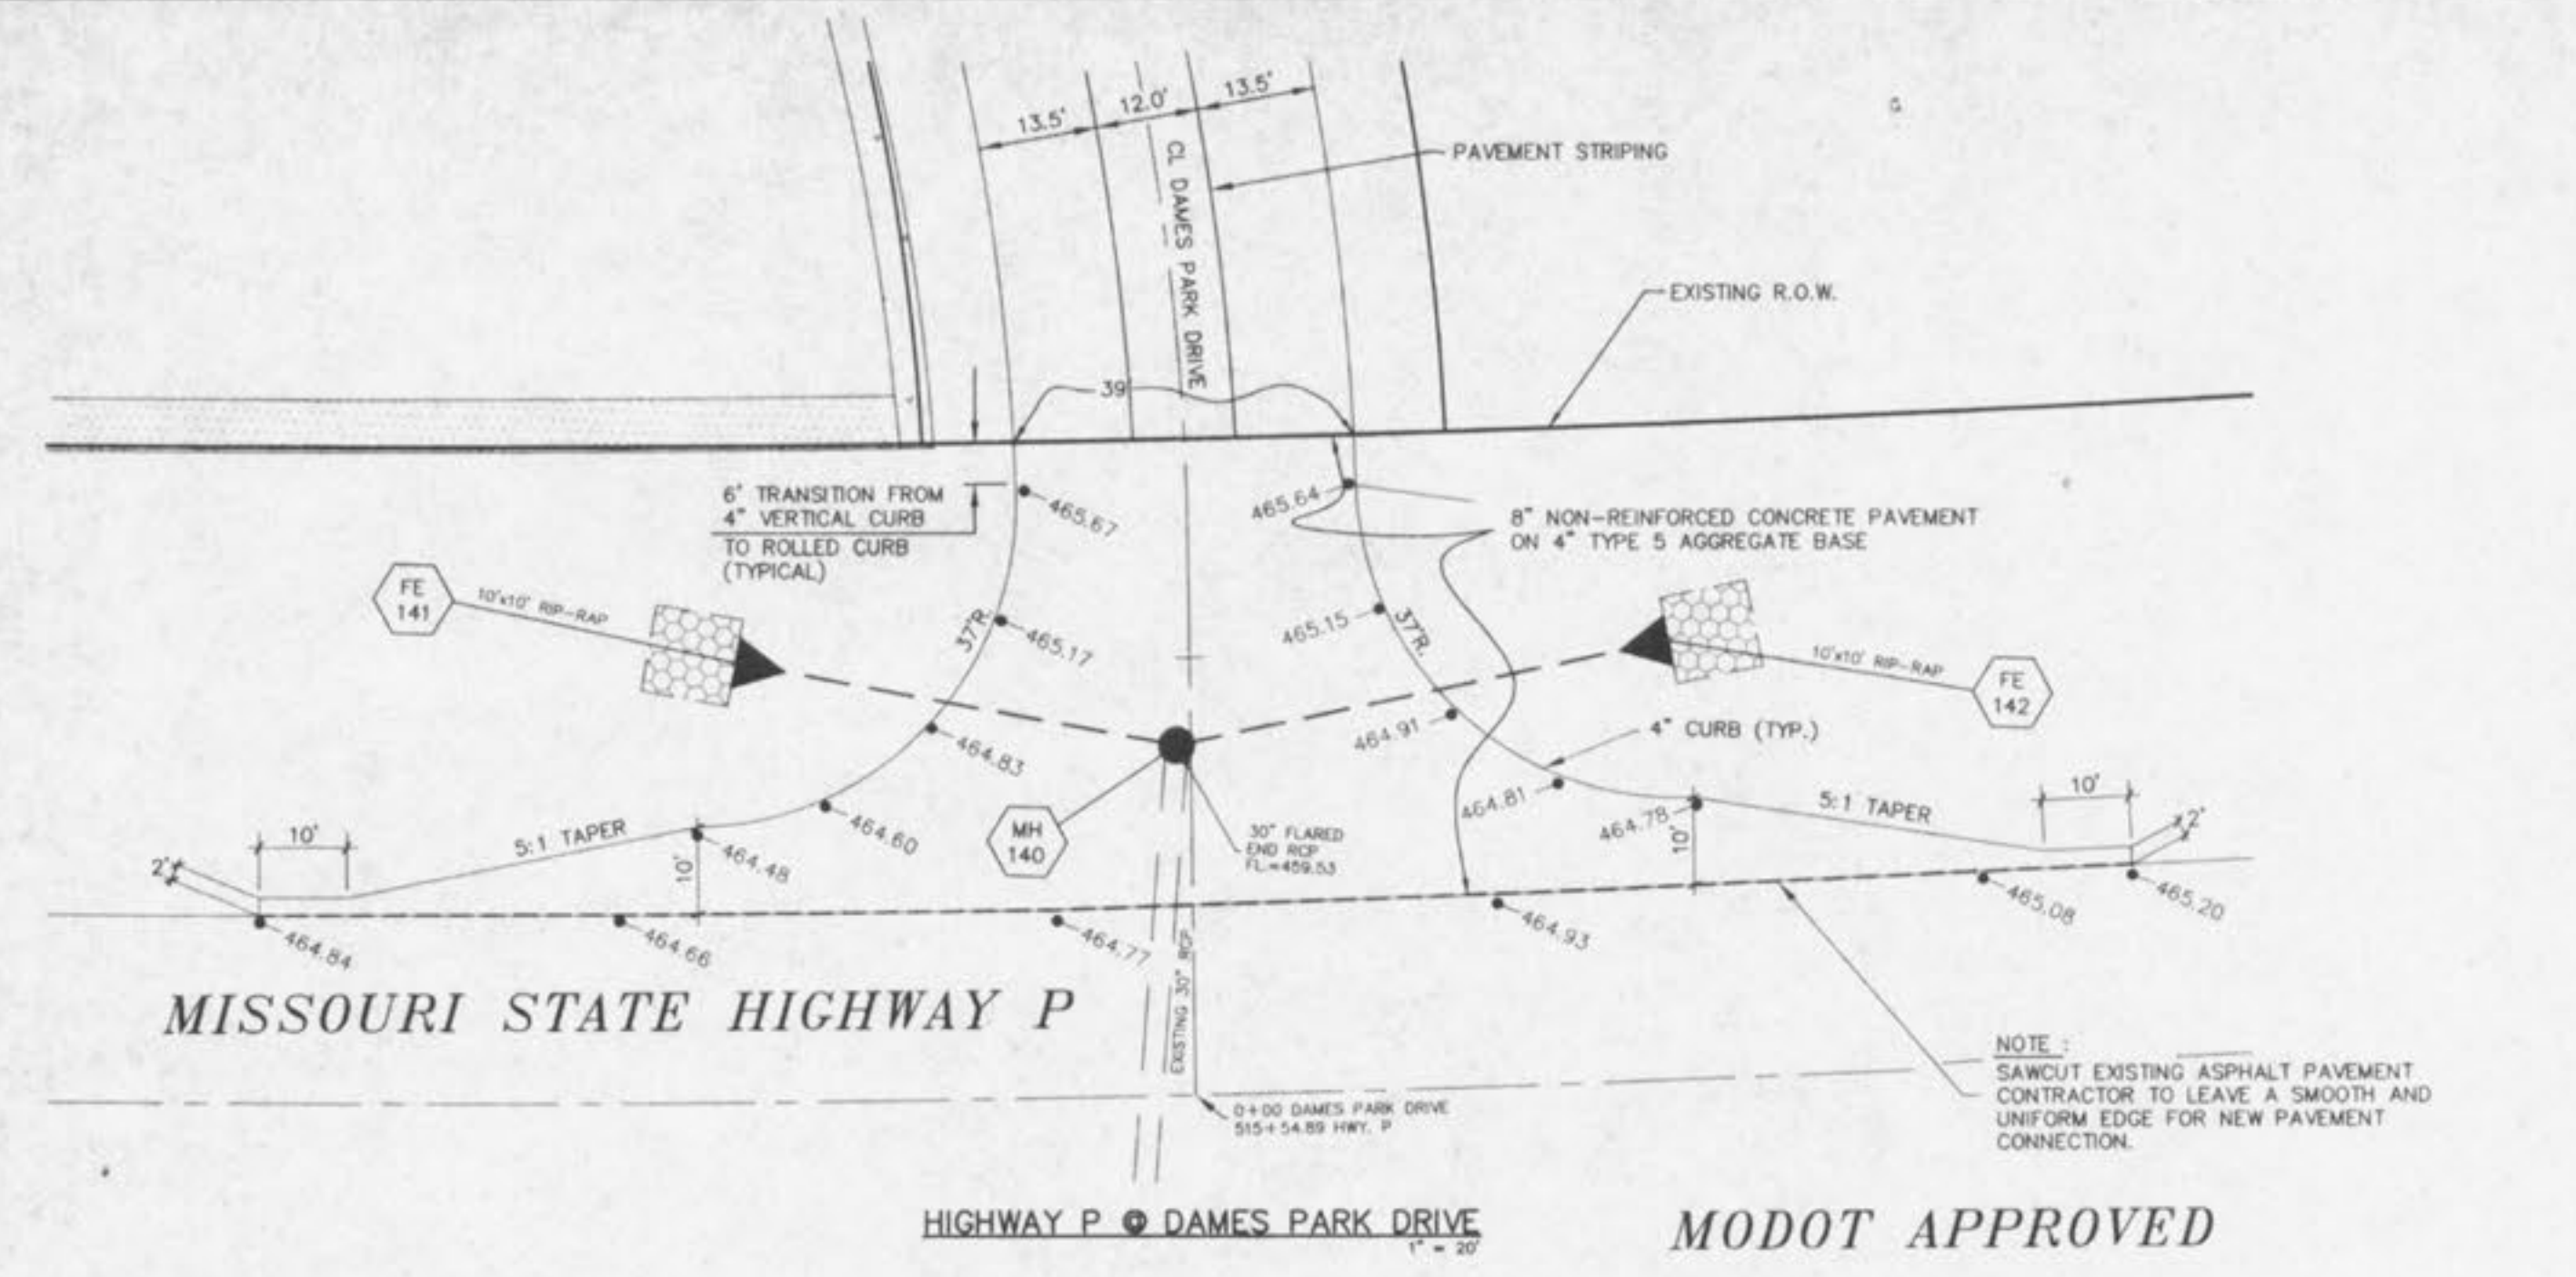 13.5'
12.0'
13.5'
CL DAMES PARK DRIVE
PAVEMENT STRIPING
EXISTING R.O.W.
39'
6' TRANSITION FROM
4" VERTICAL CURB
TO ROLLED CURB
(TYPICAL)
465.67
465.64
8" NON-REINFORCED CONCRETE PAVEMENT
ON 4" TYPE 5 AGGREGATE BASE
FE
141
10'x10' RIP-RAP
37'R.
465.17
465.15
37'R.
10'x10' RIP-RAP
FE
142
464.83
464.91
4" CURB (TYP.)
464.60
464.81
464.78
10'
5:1 TAPER
10'
2'
2'
10'
5:1 TAPER
10'
464.48
MH
140
30" FLARED
END RCP
FL=459.53
464.84
464.66
464.77
464.93
465.08
465.20
EXISTING 30" RCP
MISSOURI STATE HIGHWAY P
0+00 DAMES PARK DRIVE
515+54.89 HWY. P
NOTE :
SAWCUT EXISTING ASPHALT PAVEMENT
CONTRACTOR TO LEAVE A SMOOTH AND
UNIFORM EDGE FOR NEW PAVEMENT
CONNECTION.
HIGHWAY P @ DAMES PARK DRIVE
1" = 20'
MODOT APPROVED